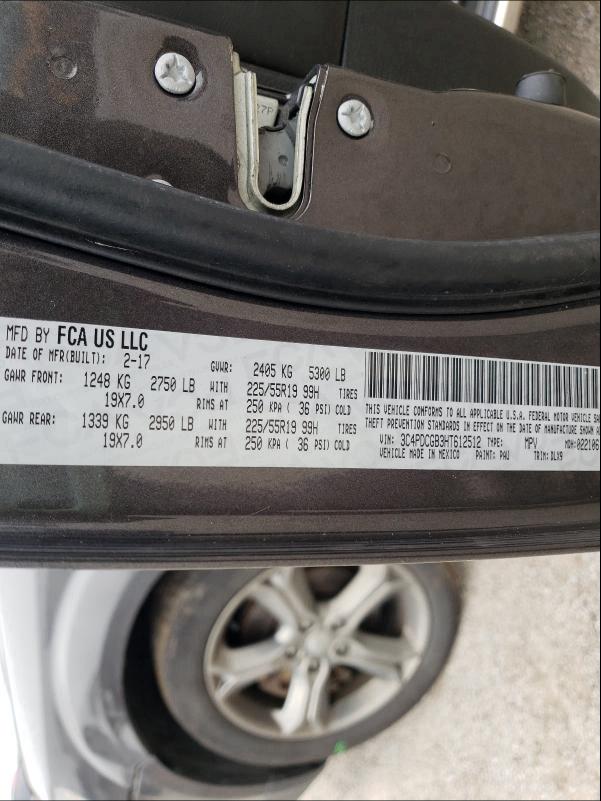 27P
MFD BY FCA US LLC
DATE OF MFR(BUILT): 2-17 GVWR: 2405 KG 5300 LB
GAWR FRONT: 1248 KG 2750 LB WITH 225/55R19 99H TIRES
19X7.0 RIMS AT 250 KPA ( 36 PSI) COLD
GAWR REAR: 1339 KG 2950 LB WITH 225/55R19 99H TIRES
19X7.0 RIMS AT 250 KPA ( 36 PSI) COLD
THIS VEHICLE CONFORMS TO ALL APPLICABLE U.S.A. FEDERAL MOTOR VEHICLE SA
THEFT PREVENTION STANDARDS IN EFFECT ON THE DATE OF MANUFACTURE SHOWN A
VIN: 3C4PDCGB3HT612512 TYPE: MPV MDH:022106
VEHICLE MADE IN MEXICO PAINT: PAU TRIM: DLX9